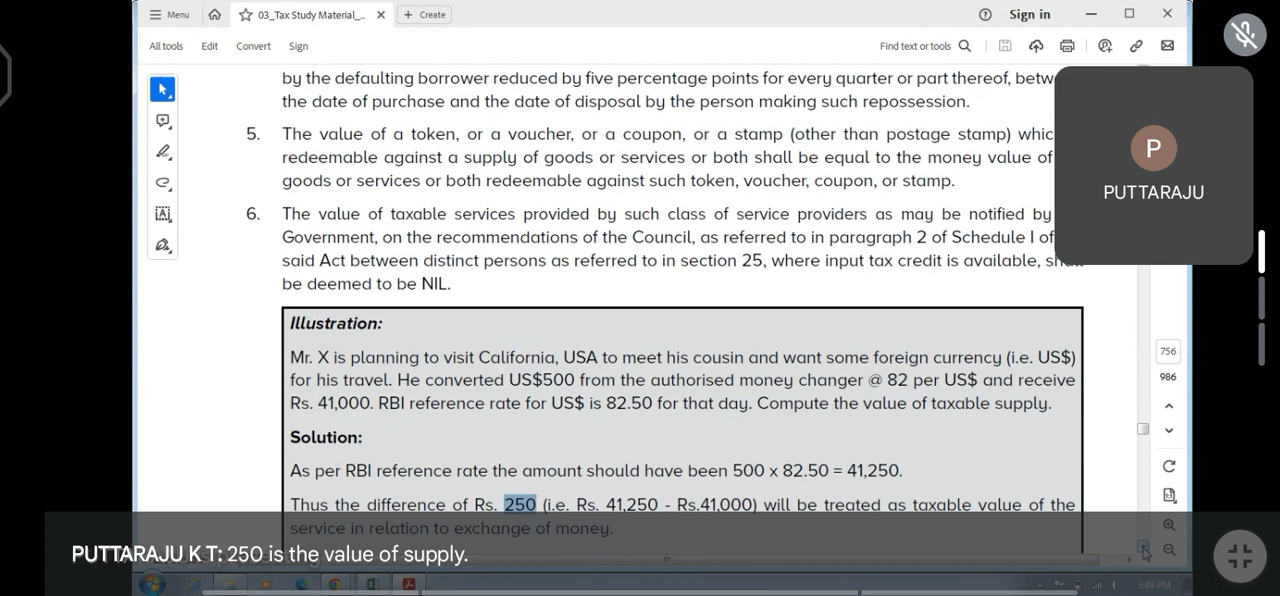 Menu
03_Tax Study Material_...
+ Create
Sign in
All tools
Edit
Convert
Sign
Find text or tools
by the defaulting borrower reduced by five percentage points for every quarter or part thereof, betw
the date of purchase and the date of disposal by the person making such repossession.
5. The value of a token, or a voucher, or a coupon, or a stamp (other than postage stamp) whic
redeemable against a supply of goods or services or both shall be equal to the money value of
goods or services or both redeemable against such token, voucher, coupon, or stamp.
6. The value of taxable services provided by such class of service providers as may be notified by
Government, on the recommendations of the Council, as referred to in paragraph 2 of Schedule I of
said Act between distinct persons as referred to in section 25, where input tax credit is available, shall
be deemed to be NIL.
P
PUTTARAJU
Illustration:
Mr. X is planning to visit California, USA to meet his cousin and want some foreign currency (i.e. US$)
for his travel. He converted US$500 from the authorised money changer @ 82 per US$ and receive
Rs. 41,000. RBI reference rate for US$ is 82.50 for that day. Compute the value of taxable supply.
Solution:
As per RBI reference rate the amount should have been 500 x 82.50 = 41,250.
Thus the difference of Rs. 250 (i.e. Rs. 41,250 - Rs.41,000) will be treated as taxable value of the
service in relation to exchange of money.
756
986
PUTTARAJU K T: 250 is the value of supply.
3:49 PM